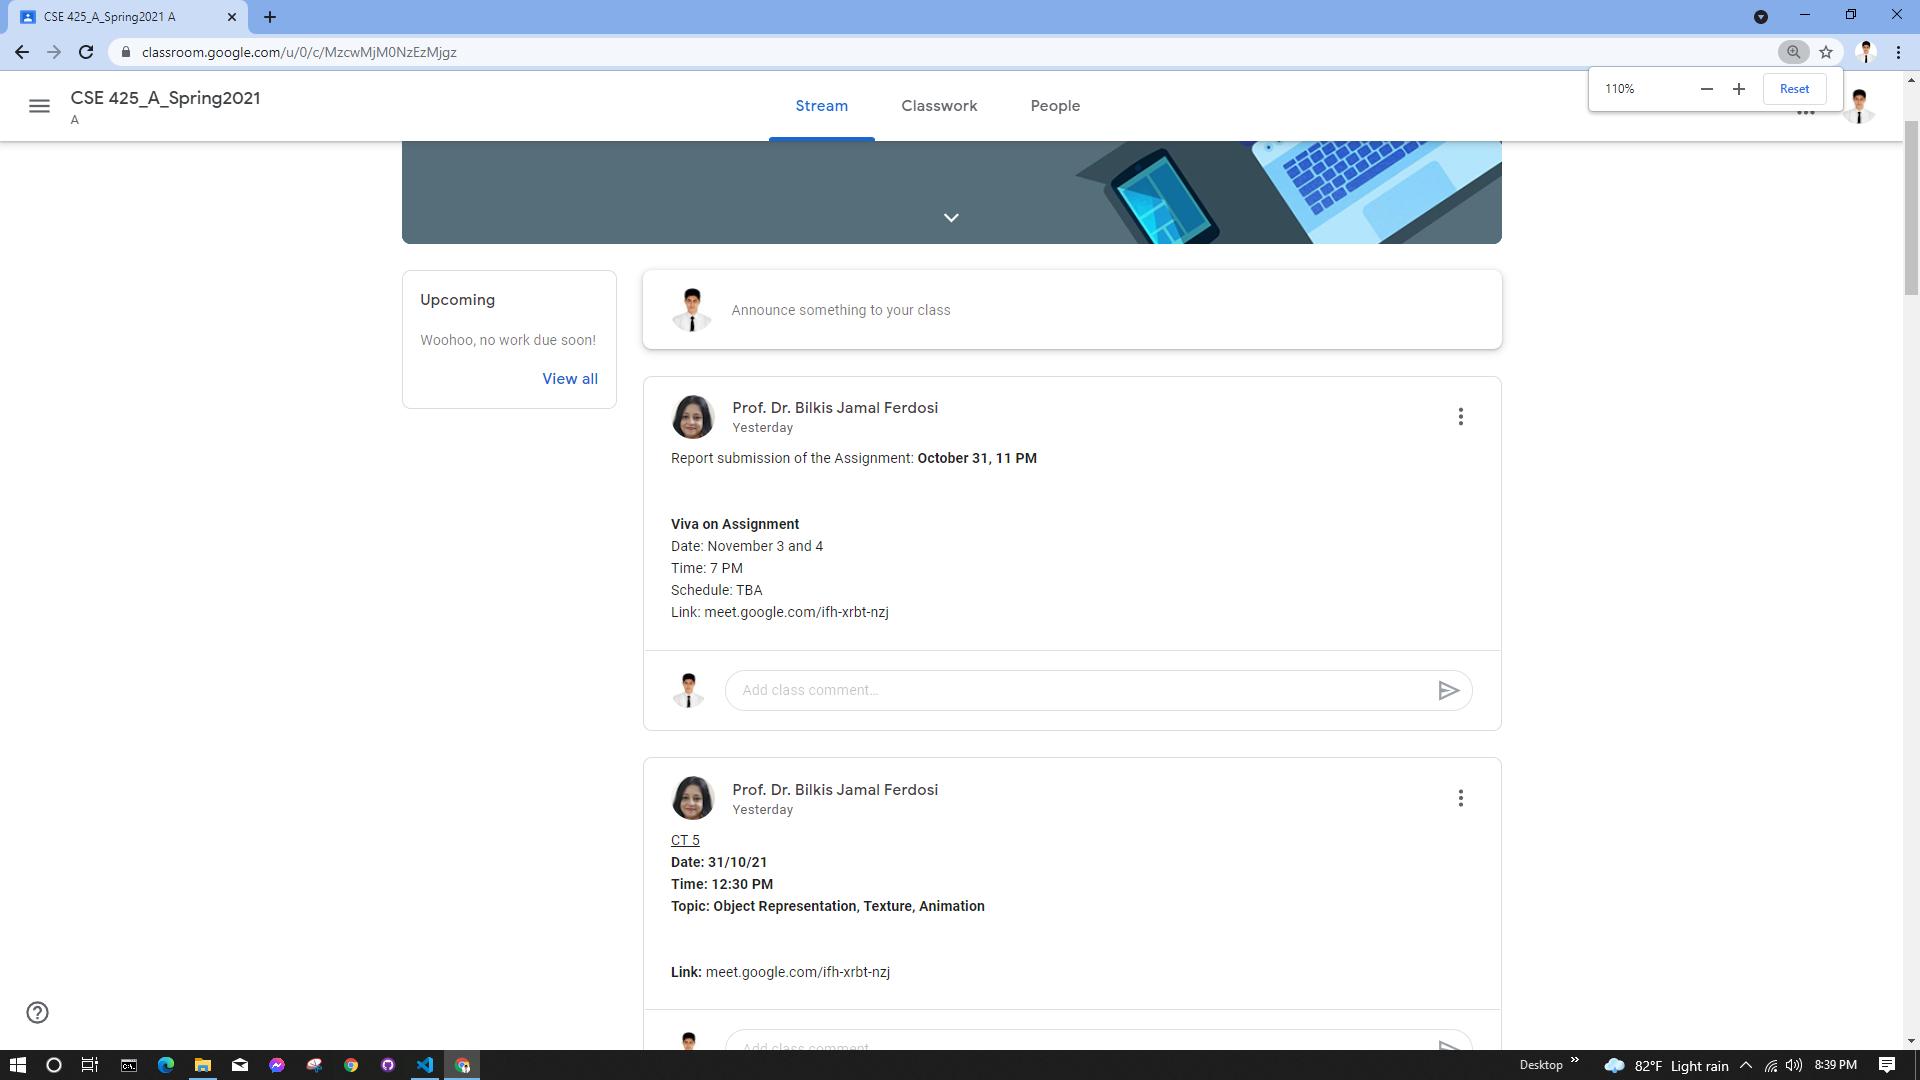 CSE 425_A_Spring2021 A
classroom.google.com/u/0/c/MzcwMjM0NzEzMjgz
110%
Reset
CSE 425_A_Spring2021
A
Stream
Classwork
People
Upcoming
Woohoo, no work due soon!
View all
Announce something to your class
Prof. Dr. Bilkis Jamal Ferdosi
Yesterday
Report submission of the Assignment: October 31, 11 PM
Viva on Assignment
Date: November 3 and 4
Time: 7 PM
Schedule: TBA
Link: meet.google.com/ifh-xrbt-nzj
Add class comment…
Prof. Dr. Bilkis Jamal Ferdosi
Yesterday
CT 5
Date: 31/10/21
Time: 12:30 PM
Topic: Object Representation, Texture, Animation
Link: meet.google.com/ifh-xrbt-nzj
Add class comment
Desktop
82°F Light rain
8:39 PM